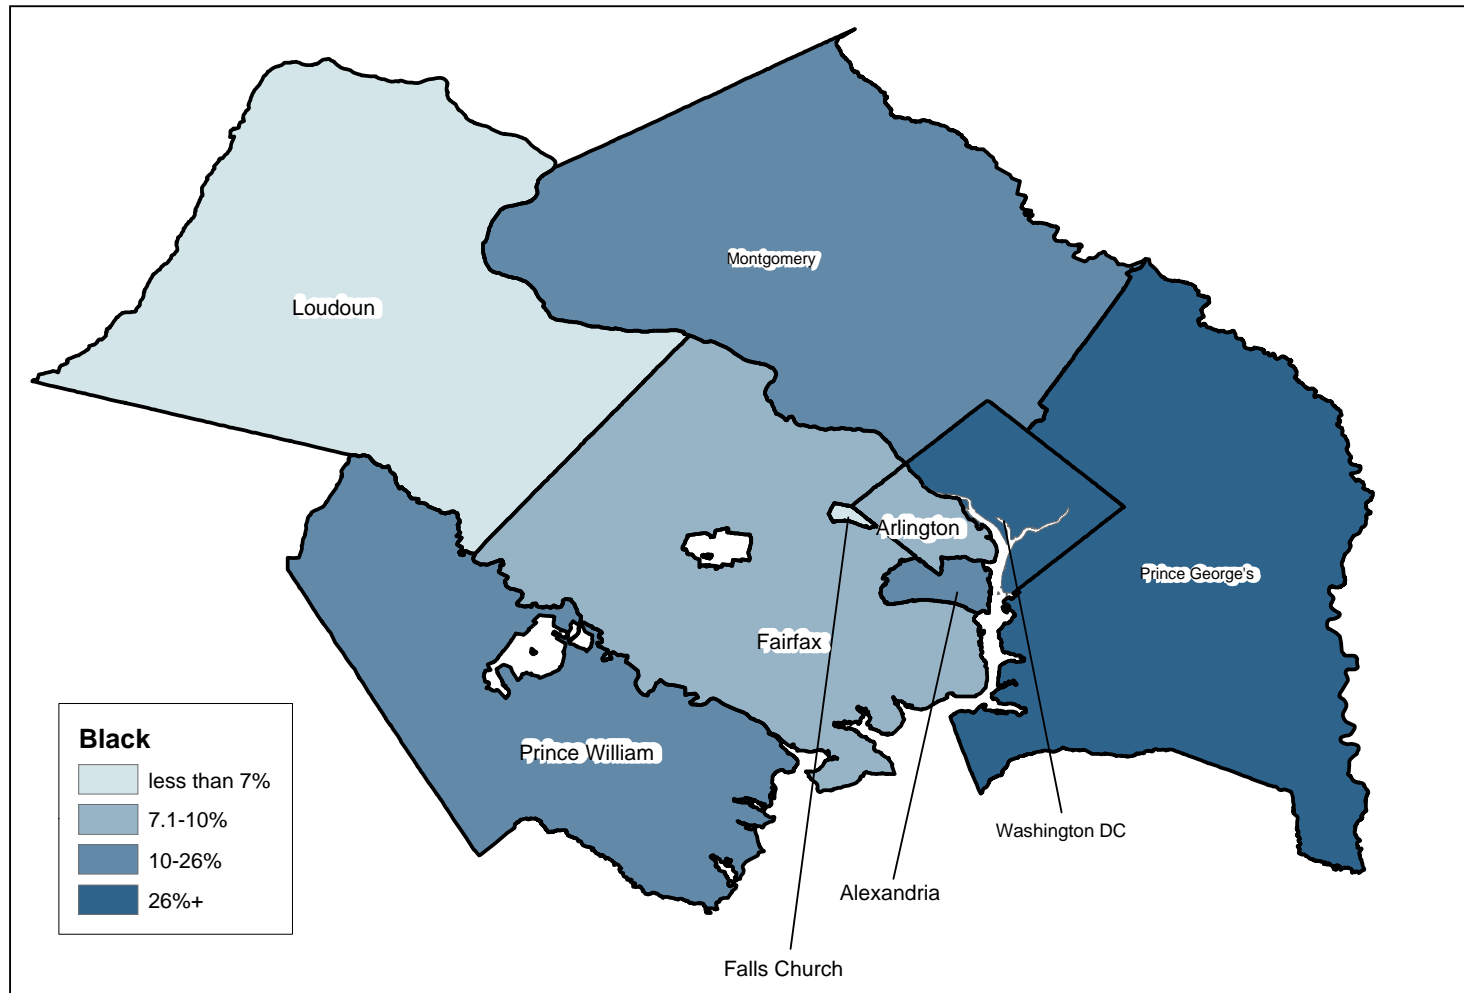 Montgomery
Loudoun
Arlington
Prince George's
Fairfax
Prince William
Black
less than 7%
7.1-10%
10-26%
26%+
Washington DC
Alexandria
Falls Church